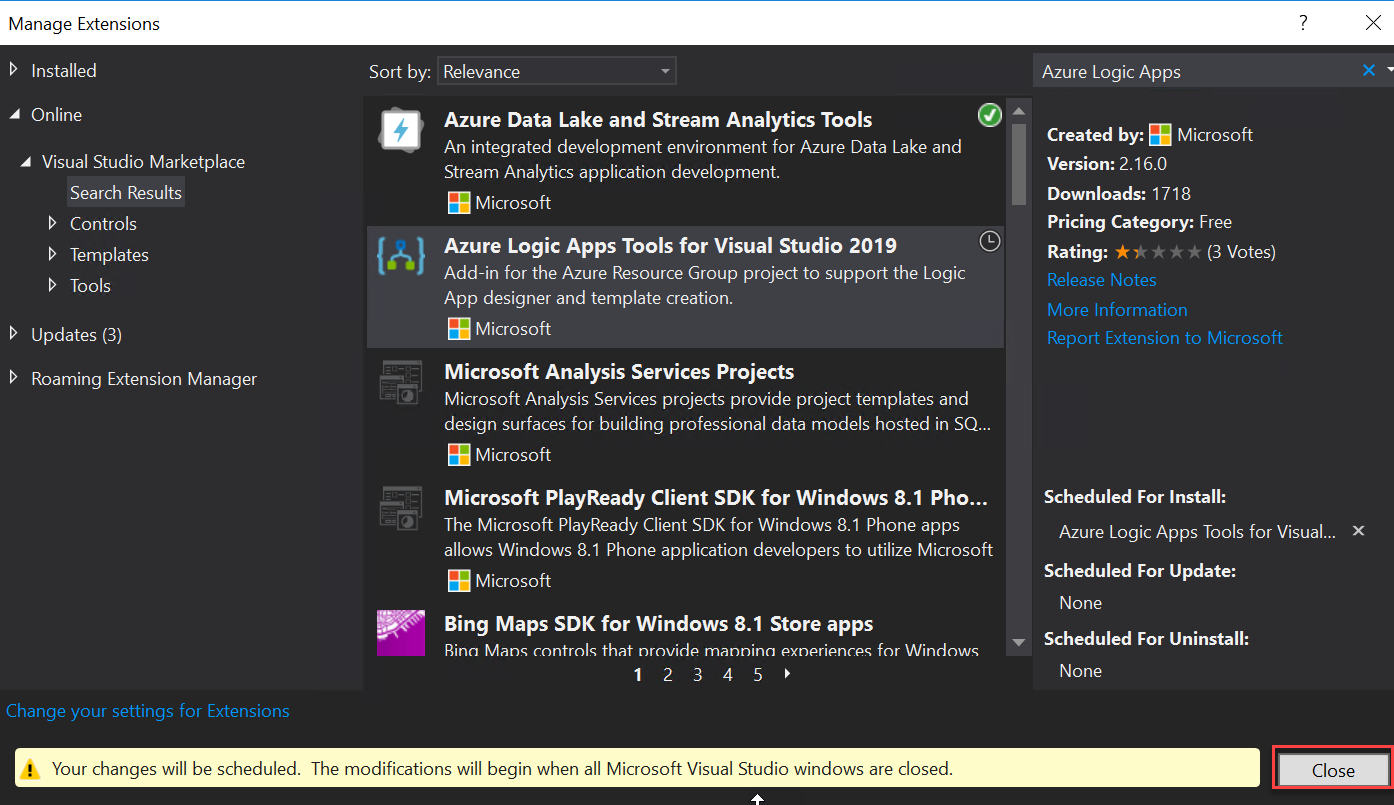 Manage Extensions
?
Installed
Online
Visual Studio Marketplace
Search Results
Controls
Templates
Tools
Updates (3)
Roaming Extension Manager
Sort by: Relevance
Azure Data Lake and Stream Analytics Tools
An integrated development environment for Azure Data Lake and
Stream Analytics application development.
Microsoft
Azure Logic Apps Tools for Visual Studio 2019
Add-in for the Azure Resource Group project to support the Logic
App designer and template creation.
Microsoft
Microsoft Analysis Services Projects
Microsoft Analysis Services projects provide project templates and
design surfaces for building professional data models hosted in SQ...
Microsoft
Microsoft PlayReady Client SDK for Windows 8.1 Pho...
The Microsoft PlayReady Client SDK for Windows 8.1 Phone apps
allows Windows 8.1 Phone application developers to utilize Microsoft
Microsoft
Bing Maps SDK for Windows 8.1 Store apps
Bing Maps controls that provide mapping experiences for Windows
1 2 3 4 5
Azure Logic Apps
Created by: Microsoft
Version: 2.16.0
Downloads: 1718
Pricing Category: Free
Rating: (3 Votes)
Release Notes
More Information
Report Extension to Microsoft
Scheduled For Install:
Azure Logic Apps Tools for Visual...
Scheduled For Update:
None
Scheduled For Uninstall:
None
Change your settings for Extensions
Your changes will be scheduled. The modifications will begin when all Microsoft Visual Studio windows are closed.
Close